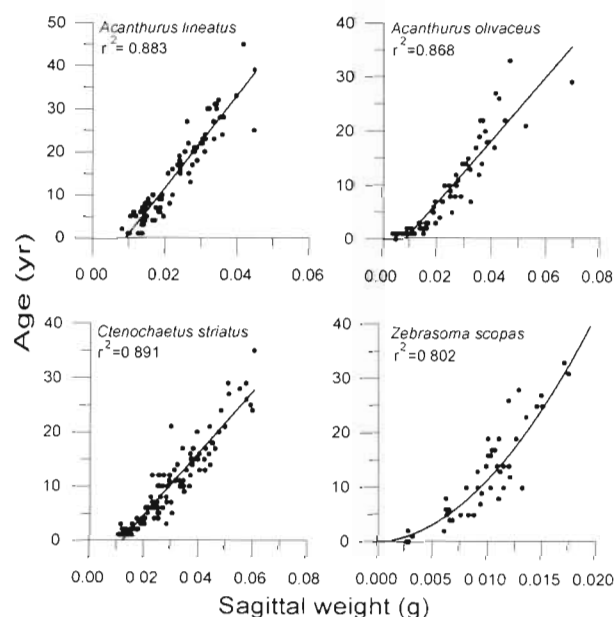 Acanthurus lineatus
r² = 0.883
50
40
30
20
10
0
0 00 0.02 0.04 0.06
Acanthurus olivaceus
r²=0.868
40
30
20
10
0
0.00 0.02 0.04 0.06 0.08
Age (yr)
Ctenochaetus striatus
r²=0 891
40
30
20
10
0
0 00 0 02 0 04 0.06 0.08
Zebrasoma scopas
r²=0.802
40
30
20
10
0
0.000 0.005 0 010 0.015 0.020
Sagittal weight (g)